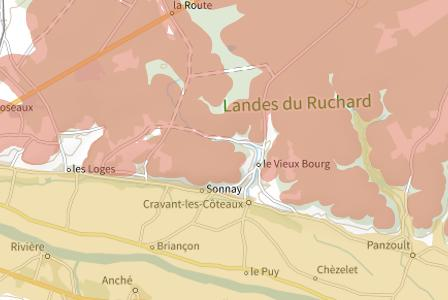 la Route
Landes du Ruchard
oseaux
les Loges
le Vieux Bourg
Sonnay
Cravant-les-Côteaux
Rivière
Briançon
Panzoult
le Puy
Chèzelet
Anché